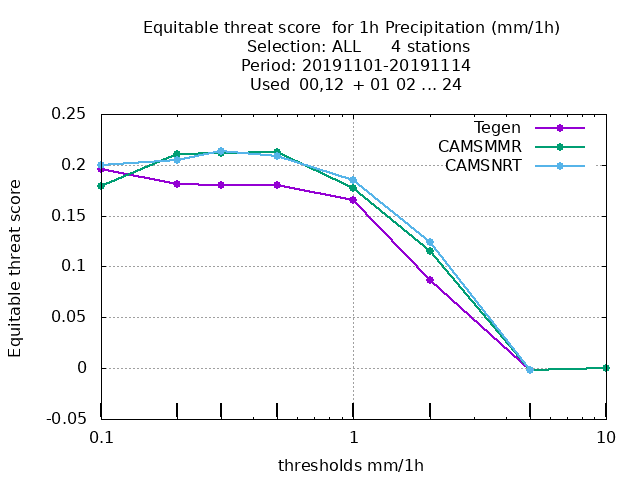 Equitable threat score  for 1h Precipitation (mm/1h)
Selection: ALL      4 stations
Period: 20191101-20191114
Used  00,12  + 01 02 ... 24
0.25
Tegen
CAMSMMR
CAMSNRT
0.2
0.15
0.1
0.05
0
-0.05
Equitable threat score
0.1 1 10
thresholds mm/1h